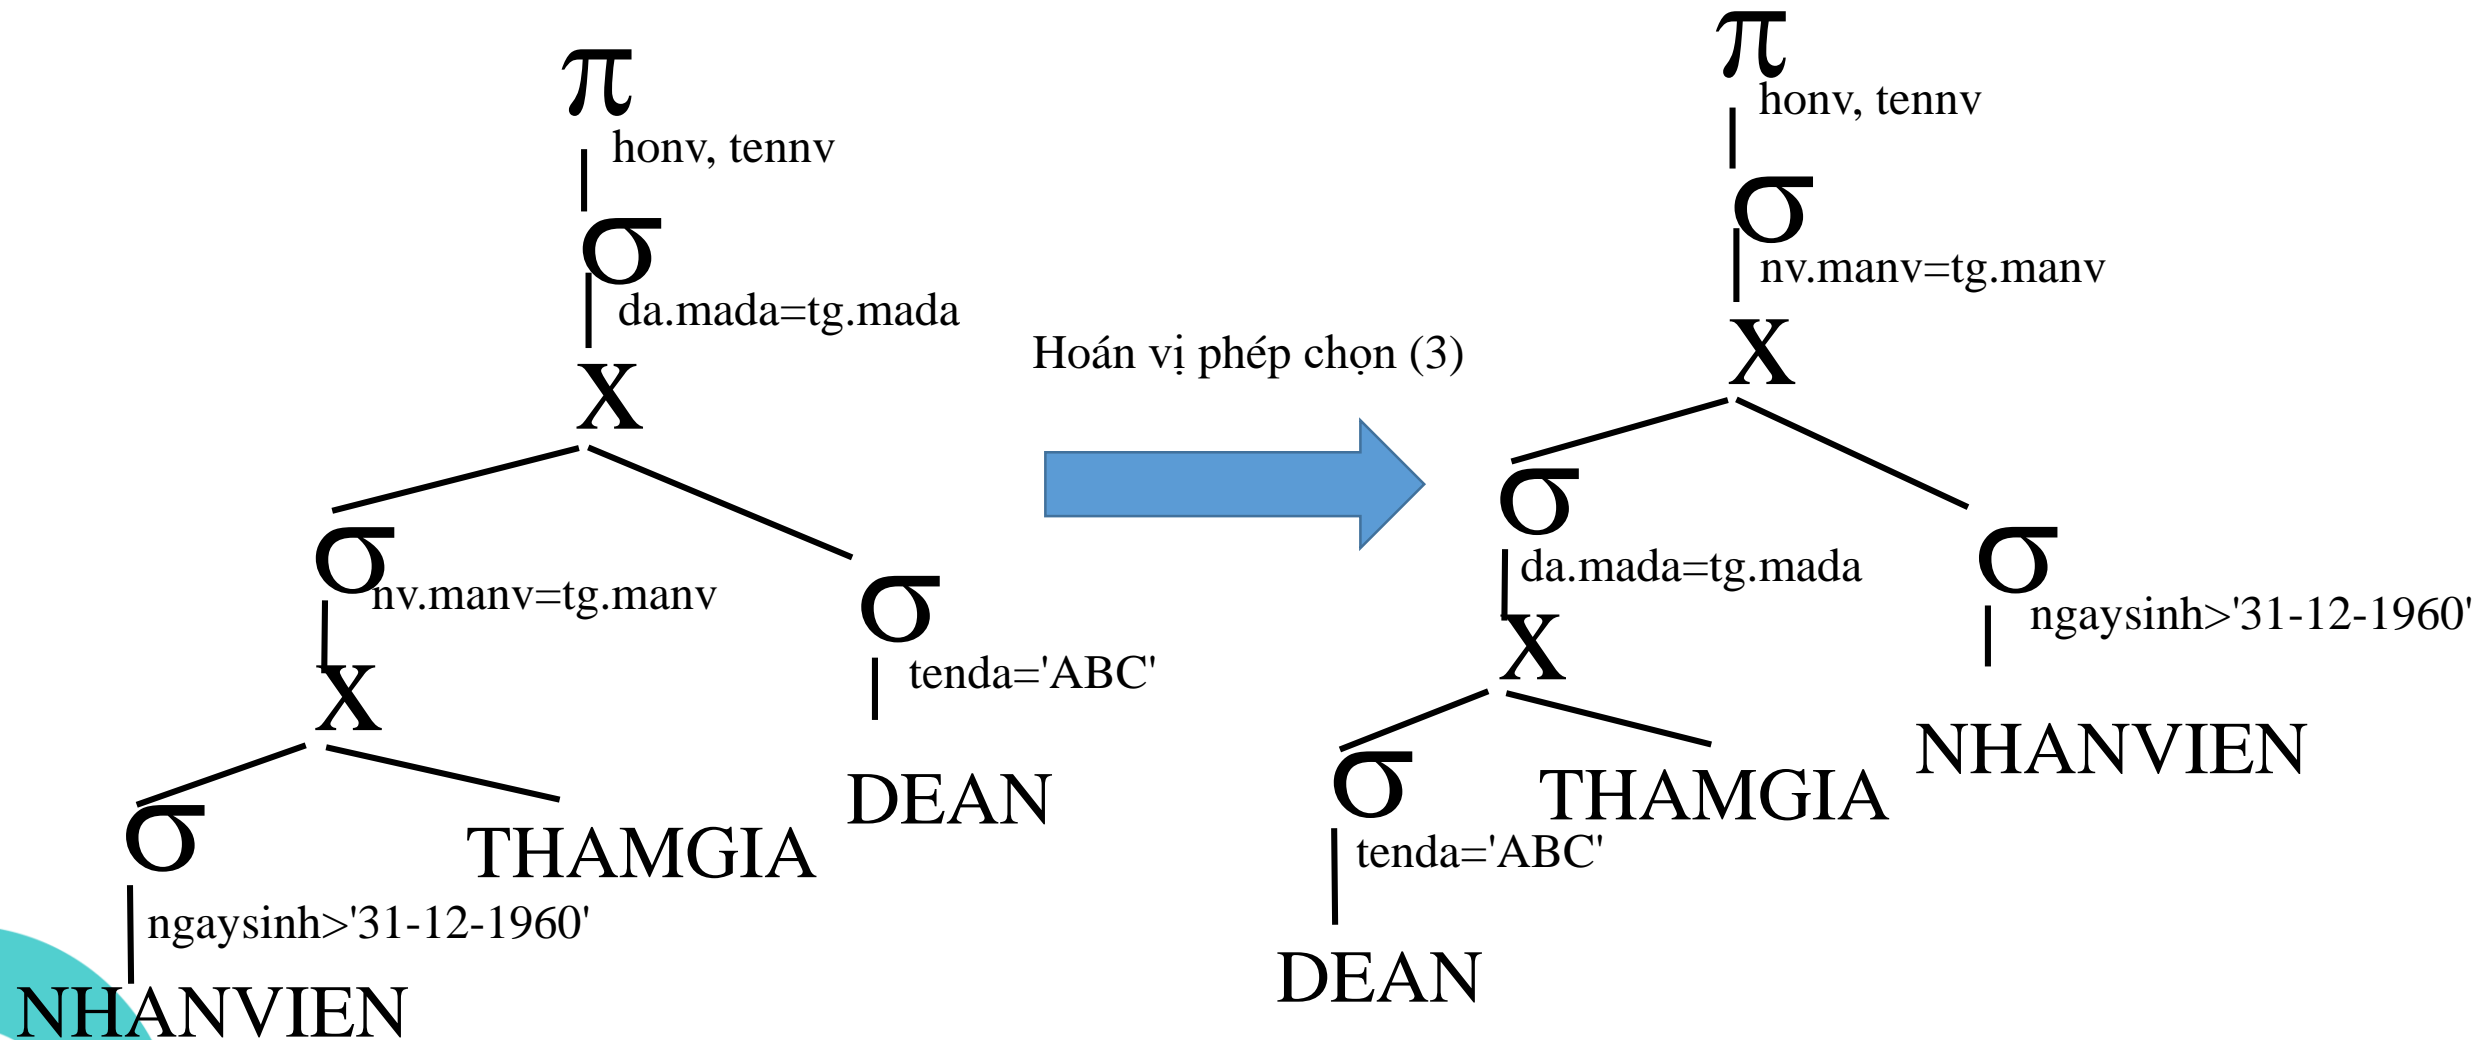 π
honv, tennv
σ
da.mada=tg.mada
X
σ
nv.manv=tg.manv
X
σ
tenda='ABC'
DEAN
σ
THAMGIA
ngaysinh>'31-12-1960'
NHANVIEN
Hoán vị phép chọn (3)
π
honv, tennv
σ
nv.manv=tg.manv
X
σ
da.mada=tg.mada
X
σ
ngaysinh>'31-12-1960'
NHANVIEN
σ
THAMGIA
tenda='ABC'
DEAN